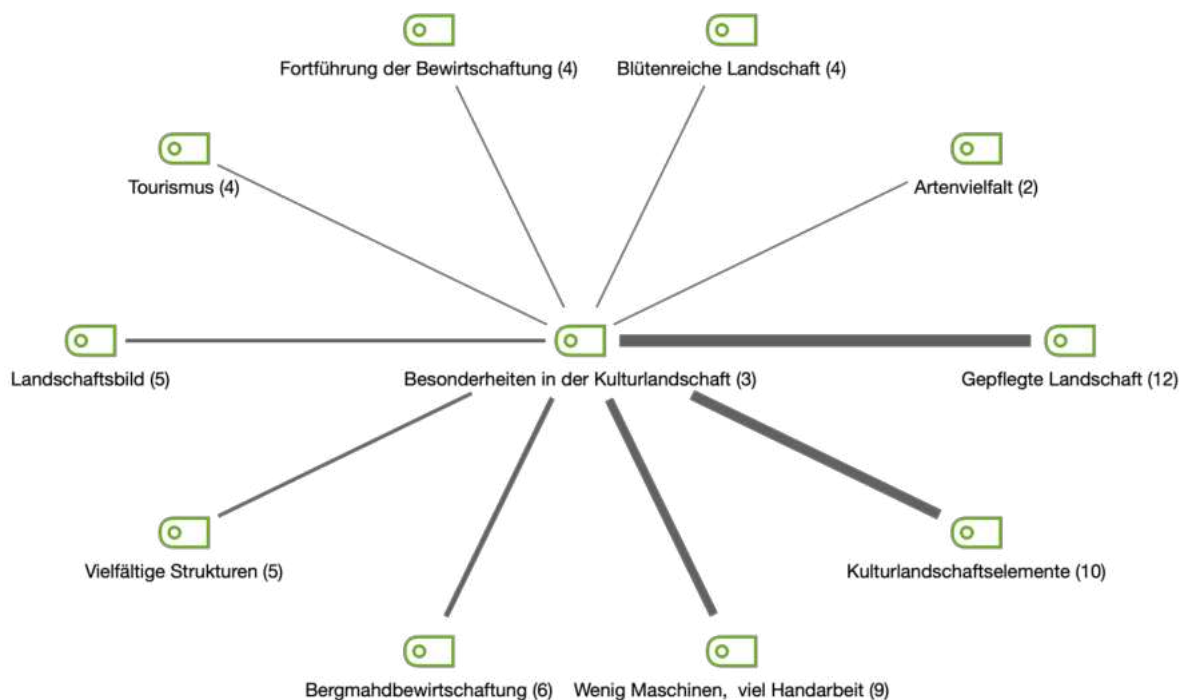 Fortführung der Bewirtschaftung (4)
Blütenreiche Landschaft (4)
Tourismus (4)
Artenvielfalt (2)
Landschaftsbild (5)
Besonderheiten in der Kulturlandschaft (3)
Gepflegte Landschaft (12)
Vielfältige Strukturen (5)
Kulturlandschaftselemente (10)
Bergmahdbewirtschaftung (6)
Wenig Maschinen, viel Handarbeit (9)